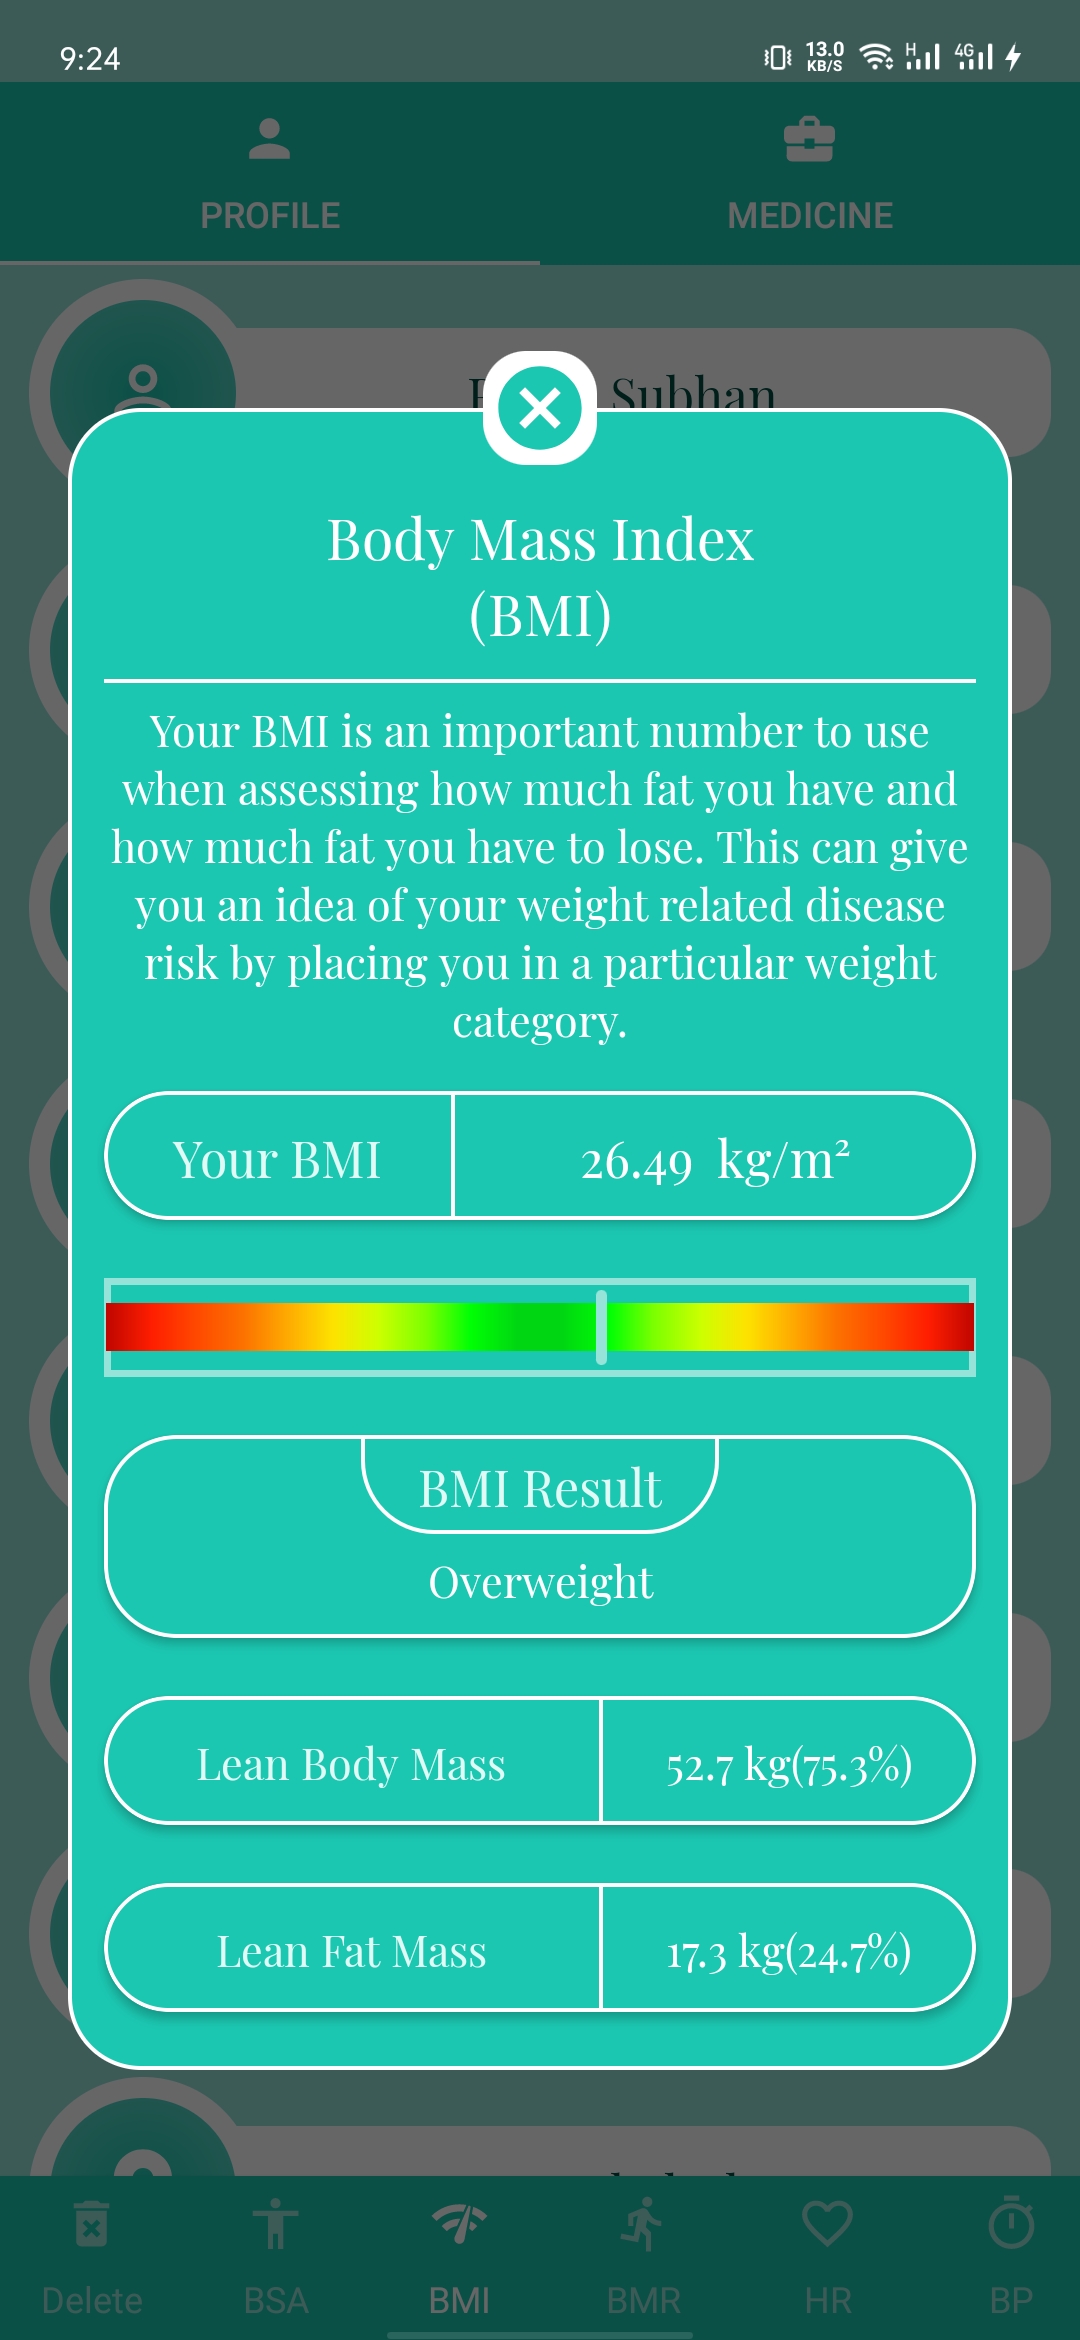 9:24
13.0
KB/S
H
4G
PROFILE
MEDICINE
Subhan
Body Mass Index
(BMI)
Your BMI is an important number to use
when assessing how much fat you have and
how much fat you have to lose. This can give
you an idea of your weight related disease
risk by placing you in a particular weight
category.
Your BMI
26.49 kg/m²
BMI Result
Overweight
Lean Body Mass
52.7 kg(75.3%)
Lean Fat Mass
17.3 kg(24.7%)
Delete
BSA
BMI
BMR
HR
BP